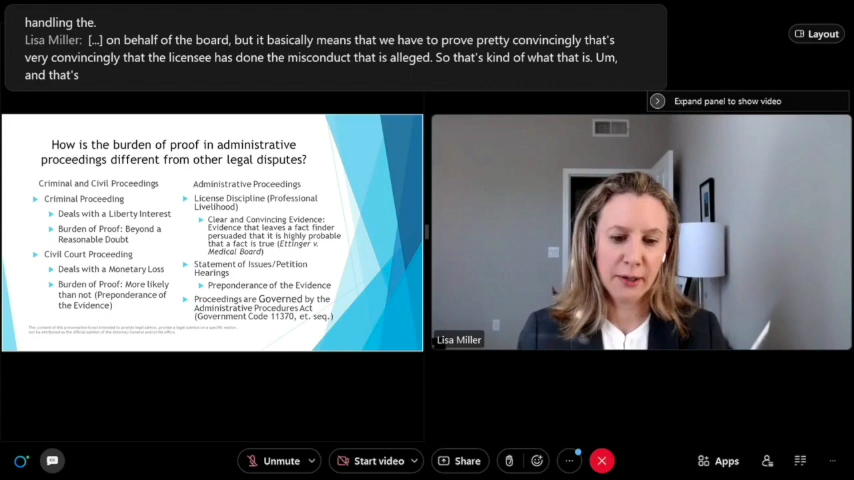 handling the.
Lisa Miller: [...] on behalf of the board, but it basically means that we have to prove pretty convincingly that's
very convincingly that the licensee has done the misconduct that is alleged. So that's kind of what that is. Um,
and that's
Layout
Expand panel to show video
How is the burden of proof in administrative
proceedings different from other legal disputes?
Criminal and Civil Proceedings
Criminal Proceeding
Deals with a Liberty Interest
Burden of Proof: Beyond a
Reasonable Doubt
Civil Court Proceeding
Deals with a Monetary Loss
Burden of Proof: More likely
than not (Preponderance of
the Evidence)
Administrative Proceedings
License Discipline (Professional
Livelihood)
Clear and Convincing Evidence:
Evidence that leaves a fact finder
persuaded that it is highly probable
that a fact is true (Ettinger v.
Medical Board)
Statement of Issues/Petition
Hearings
Preponderance of the Evidence
Proceedings are Governed by the
Administrative Procedures Act
(Government Code 11370, et. seq.)
Lisa Miller
Unmute
Start video
Share
Apps